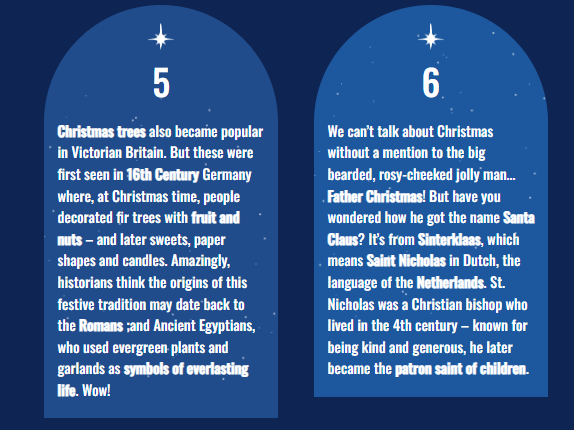 5
Christmas trees also became popular
in Victorian Britain. But these were
first seen in 16th Century Germany
where, at Christmas time, people
decorated fir trees with fruit and
nuts – and later sweets, paper
shapes and candles. Amazingly,
historians think the origins of this
festive tradition may date back to
the Romans ;and Ancient Egyptians,
who used evergreen plants and
garlands as symbols of everlasting
life. Wow!
6
We can't talk about Christmas
without a mention to the big
bearded, rosy-cheeked jolly man...
Father Christmas! But have you
wondered how he got the name Santa
Claus? It's from Sinterklaas, which
means Saint Nicholas in Dutch, the
language of the Netherlands. St.
Nicholas was a Christian bishop who
lived in the 4th century – known for
being kind and generous, he later
became the patron saint of children.